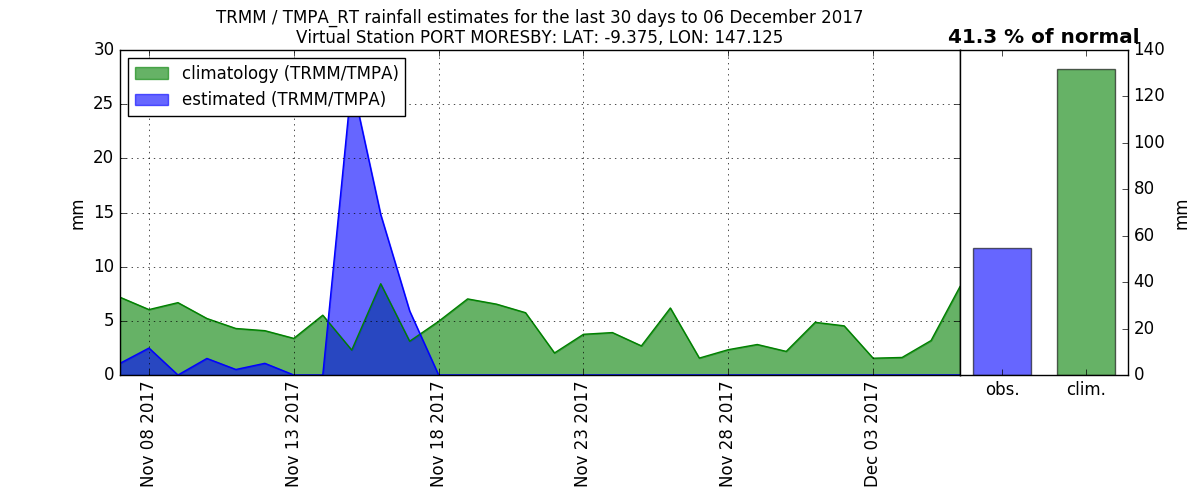 TRMM / TMPA_RT rainfall estimates for the last 30 days to 06 December 2017
Virtual Station PORT MORESBY: LAT: -9.375, LON: 147.125
41.3 % of normal
climatology (TRMM/TMPA)
estimated (TRMM/TMPA)
mm
30
25
20
15
10
5
0
Nov 08 2017
Nov 13 2017
Nov 18 2017
Nov 23 2017
Nov 28 2017
Dec 03 2017
obs.
clim.
140
120
100
80
60
40
20
0
mm